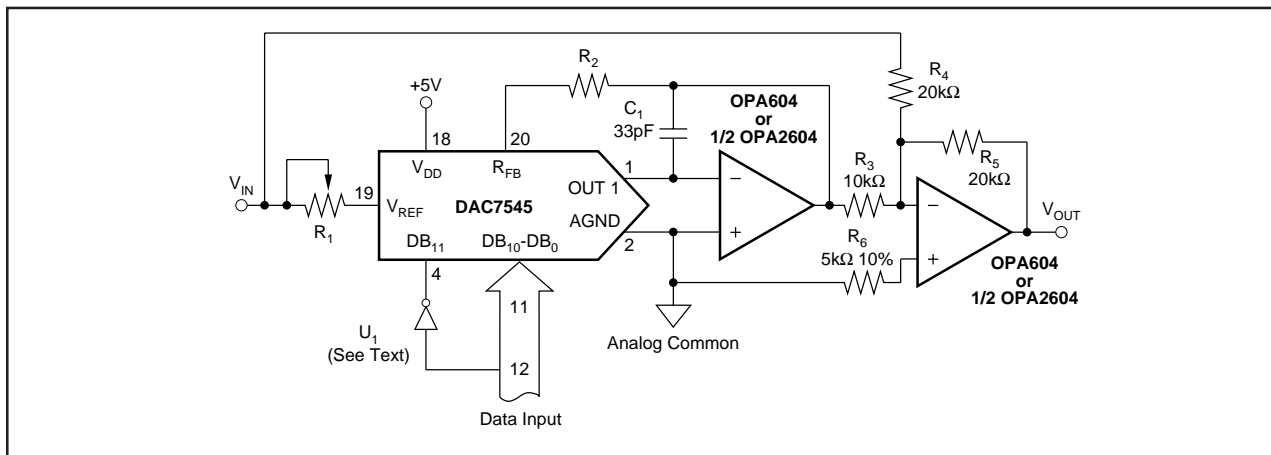 R2
R4
20kΩ
+5V
C1
33pF
OPA604
or
1/2 OPA2604
18
20
VDD
RFB
R3
10kΩ
R5
20kΩ
1
OUT 1
−
VIN
19
VREF
DAC7545
R1
AGND
2
+
−
VOUT
DB11
DB10-DB0
R6
5kΩ 10%
+
4
OPA604
or
1/2 OPA2604
11
Analog Common
U1
(See Text)
12
Data Input